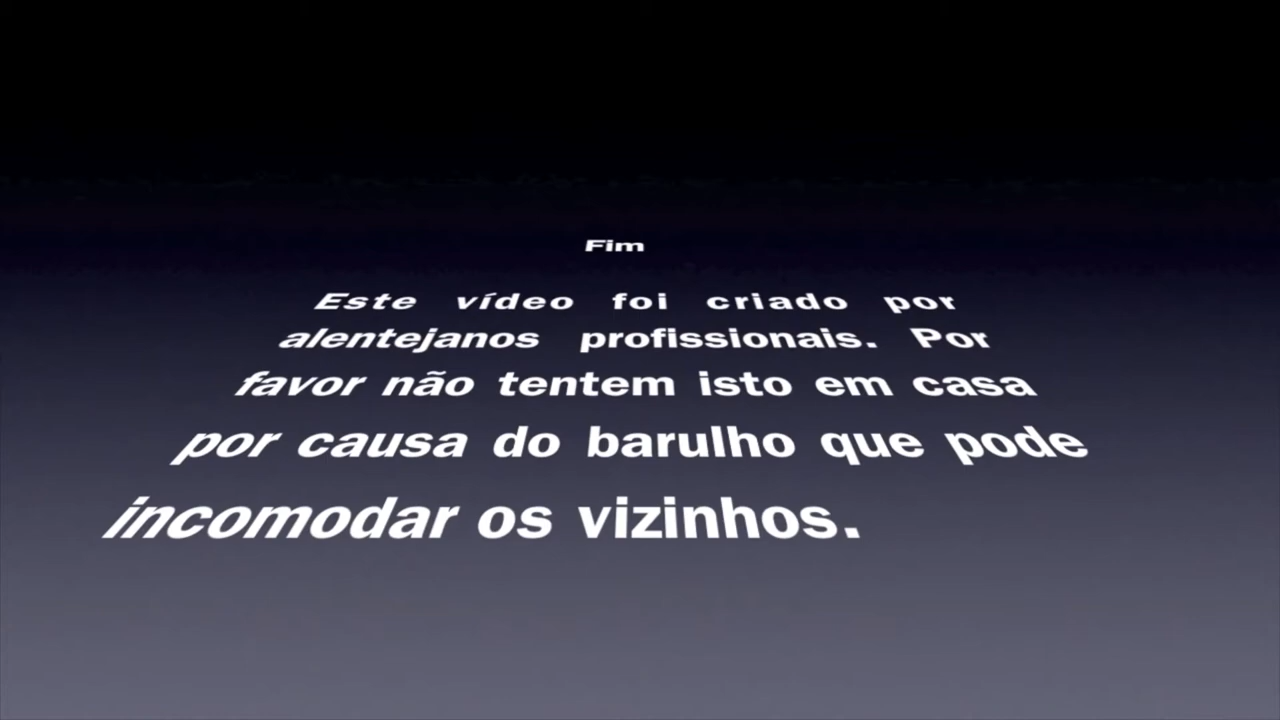 Fim
Este vídeo foi criado por
alentejanos profissionais. Por
favor não tentem isto em casa
por causa do barulho que pode
incomodar os vizinhos.